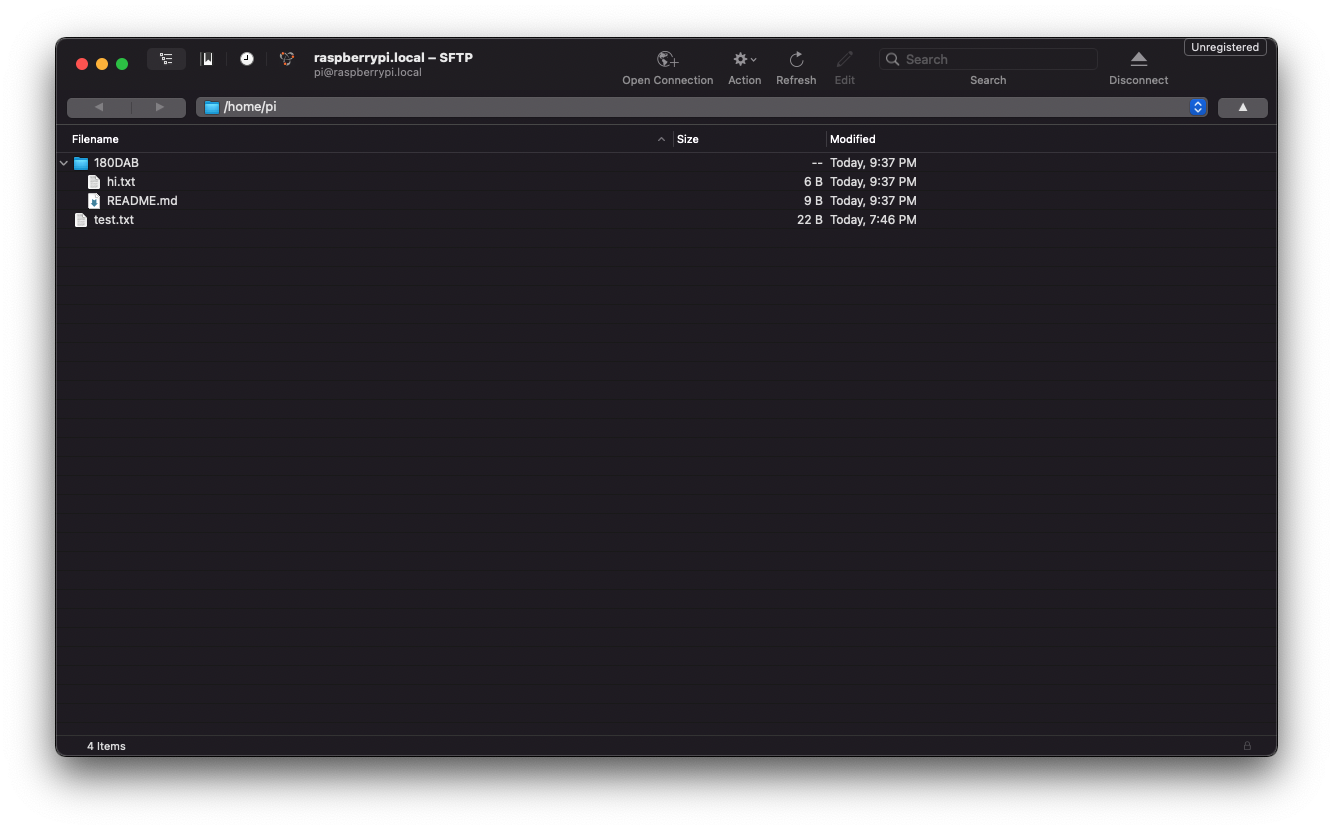 raspberrypi.local – SFTP
pi@raspberrypi.local
Open Connection
Action
Refresh
Edit
Search
Search
Disconnect
Unregistered
/home/pi
Filename Size Modified
180DAB -- Today, 9:37 PM
hi.txt 6 B Today, 9:37 PM
README.md 9 B Today, 9:37 PM
test.txt 22 B Today, 7:46 PM
4 Items